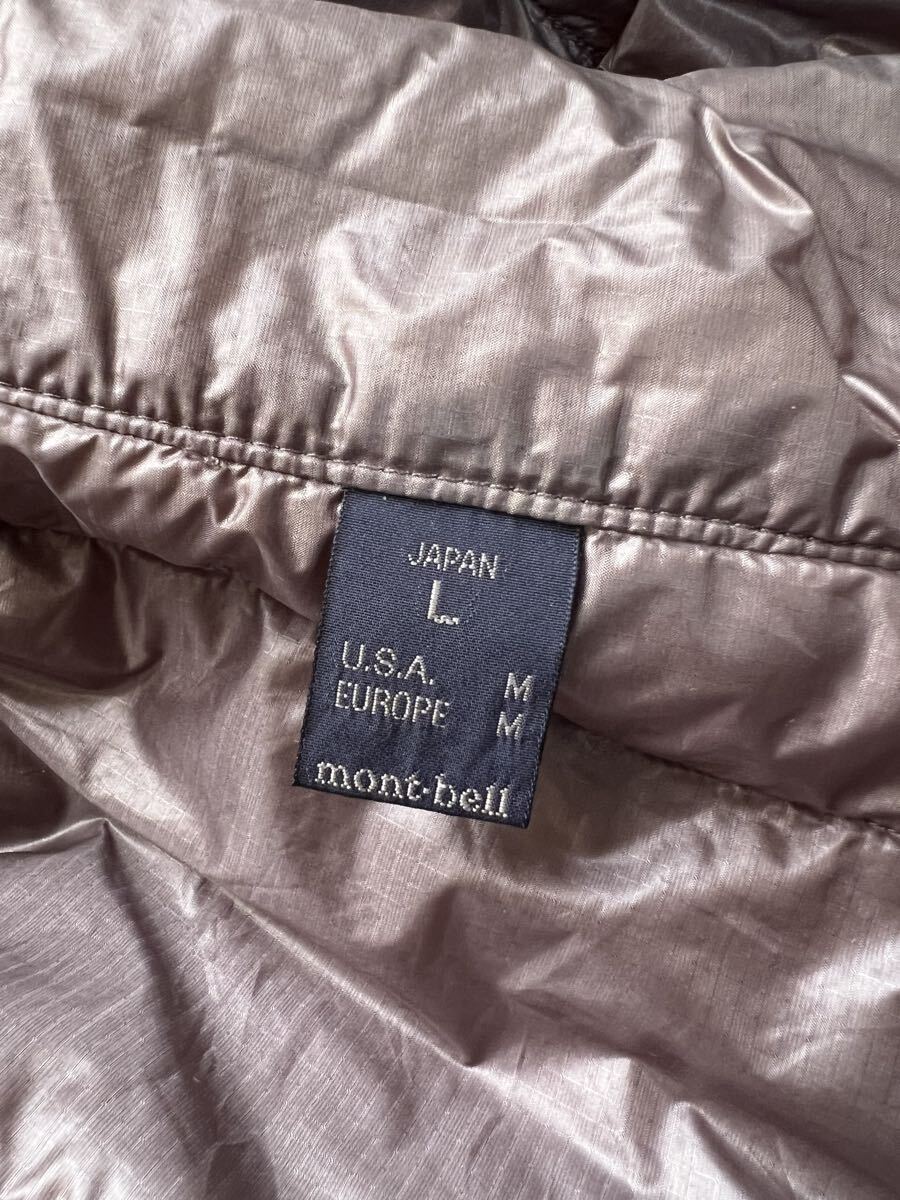 JAPAN
L
U.S.A. M
EUROPE M
mont-bell